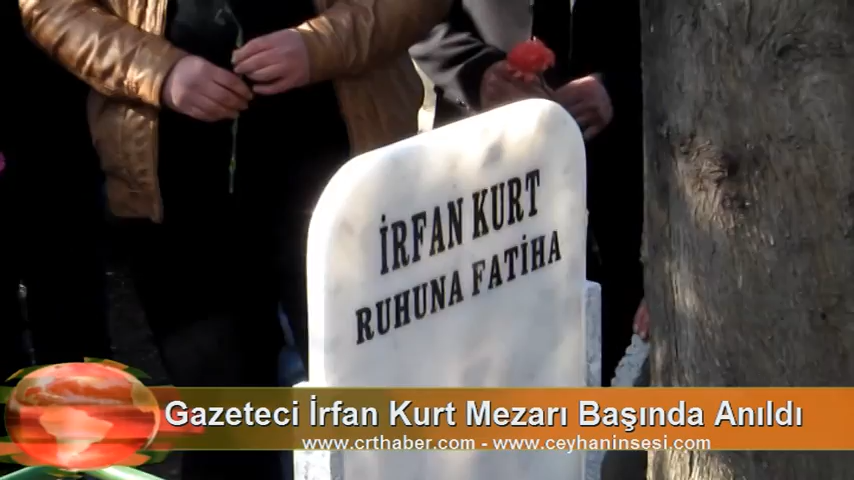 İRFAN KURT
RUHUNA FATİHA
Gazeteci İrfan Kurt Mezarı Başında Anıldı
www.crthaber.com - www.ceyhaninsesi.com